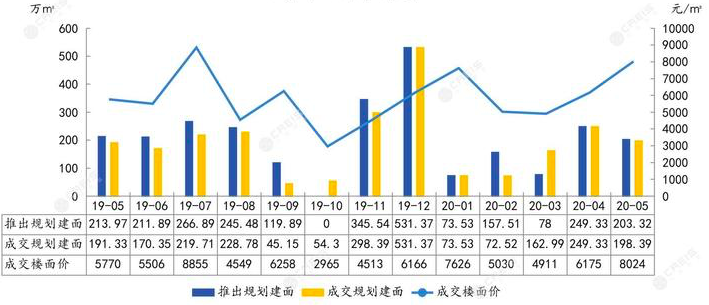 万㎡ 元/㎡
600 10000
500 9000
8000
400 7000
6000
300 5000
200 4000
3000
100 2000
1000
0 0
19-05 19-06 19-07 19-08 19-09 19-10 19-11 19-12 20-01 20-02 20-03 20-04 20-05
推出规划建面 213.97 211.89 266.89 245.48 119.89 0 345.54 531.37 73.53 157.51 78 249.33 203.32
成交规划建面 191.33 170.35 219.71 228.78 45.15 54.3 298.39 531.37 73.53 72.52 162.99 249.33 198.39
成交楼面价 5770 5506 8855 4549 6258 2965 4513 6166 7626 5030 4911 6175 8024
推出规划建面 成交规划建面 成交楼面价